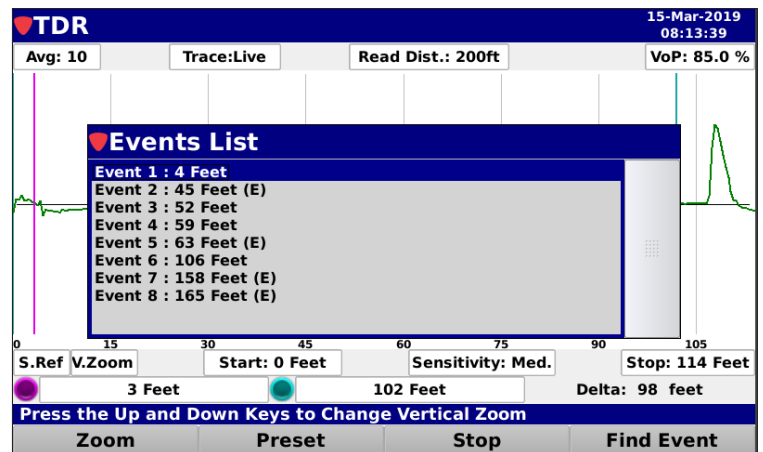 TDR
15-Mar-2019
08:13:39
Avg: 10
Trace:Live
Read Dist.: 200ft
VoP: 85.0 %
Events List
Event 1 : 4 Feet
Event 2 : 45 Feet (E)
Event 3 : 52 Feet
Event 4 : 59 Feet
Event 5 : 63 Feet (E)
Event 6 : 106 Feet
Event 7 : 158 Feet (E)
Event 8 : 165 Feet (E)
0 15 30 45 60 75 90 105
S.Ref V.Zoom Start: 0 Feet Sensitivity: Med. Stop: 114 Feet
3 Feet 102 Feet Delta: 98 feet
Press the Up and Down Keys to Change Vertical Zoom
Zoom Preset Stop Find Event